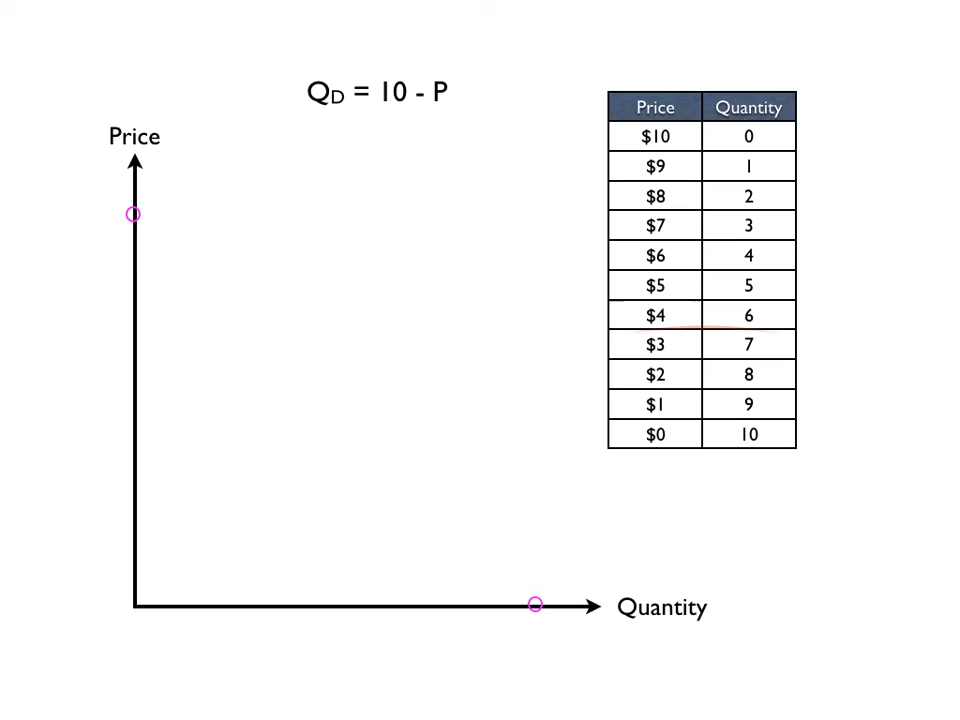 Q_D = 10 - P
Price
Quantity
Price Quantity
$10 0
$9 1
$8 2
$7 3
$6 4
$5 5
$4 6
$3 7
$2 8
$1 9
$0 10